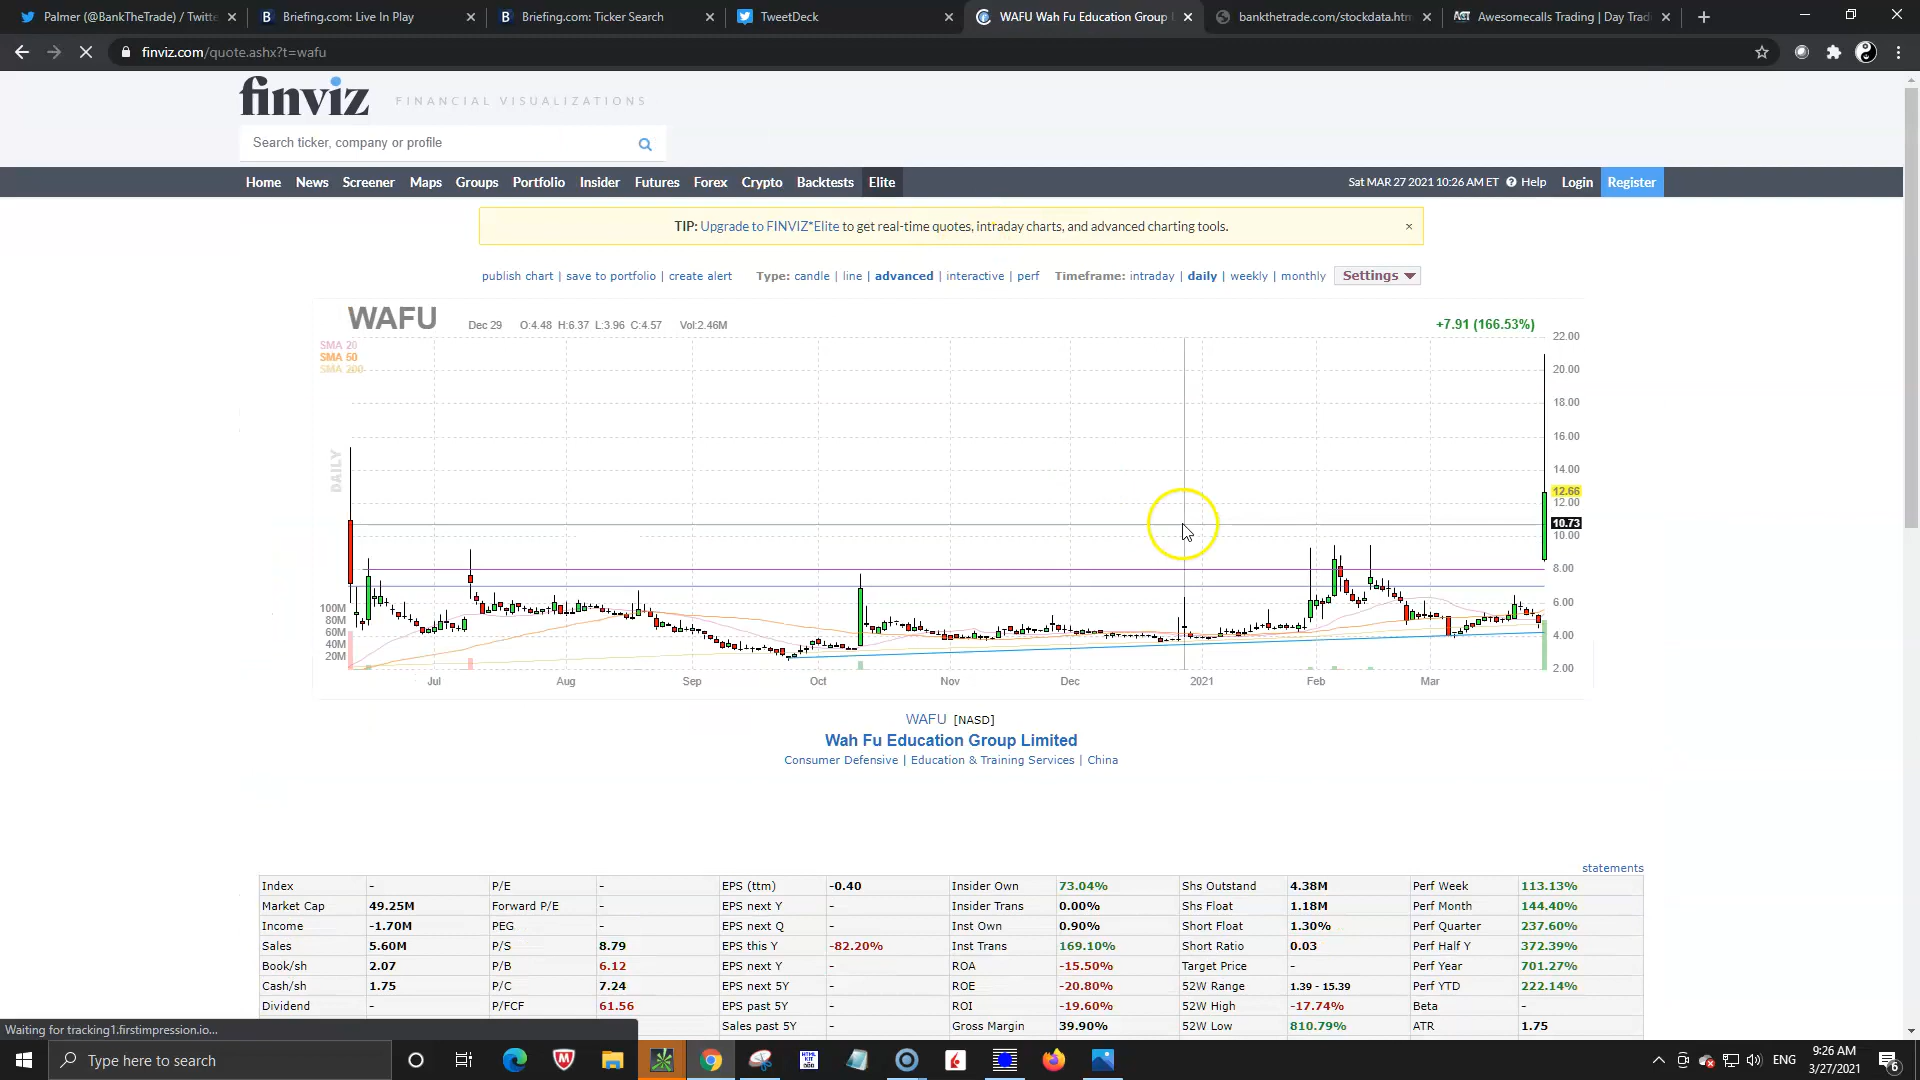 Palmer (@BankTheTrade) / Twitte
Briefing.com: Live In Play
Briefing.com: Ticker Search
TweetDeck
WAFU Wah Fu Education Group L
bankthetrade.com/stockdata.htm
Awesomecalls Trading | Day Trad
finviz.com/quote.ashx?t=wafu
finviz FINANCIAL VISUALIZATIONS
Search ticker, company or profile
Home News Screener Maps Groups Portfolio Insider Futures Forex Crypto Backtests Elite Sat MAR 27 2021 10:26 AM ET Help Login Register
TIP: Upgrade to FINVIZ*Elite to get real-time quotes, intraday charts, and advanced charting tools. ×
publish chart | save to portfolio | create alert Type: candle | line | advanced | interactive | perf Timeframe: intraday | daily | weekly | monthly Settings
WAFU Dec 29 O:4.48 H:6.37 L:3.96 C:4.57 Vol:2.46M +7.91 (166.53%)
SMA 20
SMA 50
SMA 200
DAILY
22.00
20.00
18.00
16.00
14.00
12.66
12.00
10.73
10.00
8.00
6.00
4.00
2.00
100M
80M
60M
40M
20M
Jul Aug Sep Oct Nov Dec 2021 Feb Mar
WAFU [NASD]
Wah Fu Education Group Limited
Consumer Defensive | Education & Training Services | China
statements
Index - P/E - EPS (ttm) -0.40 Insider Own 73.04% Shs Outstand 4.38M Perf Week 113.13%
Market Cap 49.25M Forward P/E - EPS next Y - Insider Trans 0.00% Shs Float 1.18M Perf Month 144.40%
Income -1.70M PEG - EPS next Q - Inst Own 0.90% Short Float 1.30% Perf Quarter 237.60%
Sales 5.60M P/S 8.79 EPS this Y -82.20% Inst Trans 169.10% Short Ratio 0.03 Perf Half Y 372.39%
Book/sh 2.07 P/B 6.12 EPS next Y - ROA -15.50% Target Price - Perf Year 701.27%
Cash/sh 1.75 P/C 7.24 EPS next 5Y - ROE -20.80% 52W Range 1.39 - 15.39 Perf YTD 222.14%
Dividend - P/FCF 61.56 EPS past 5Y - ROI -19.60% 52W High -17.74% Beta -
Sales past 5Y - Gross Margin 39.90% 52W Low 810.79% ATR 1.75
Waiting for tracking1.firstimpression.io...
Type here to search
ENG
9:26 AM
3/27/2021
6